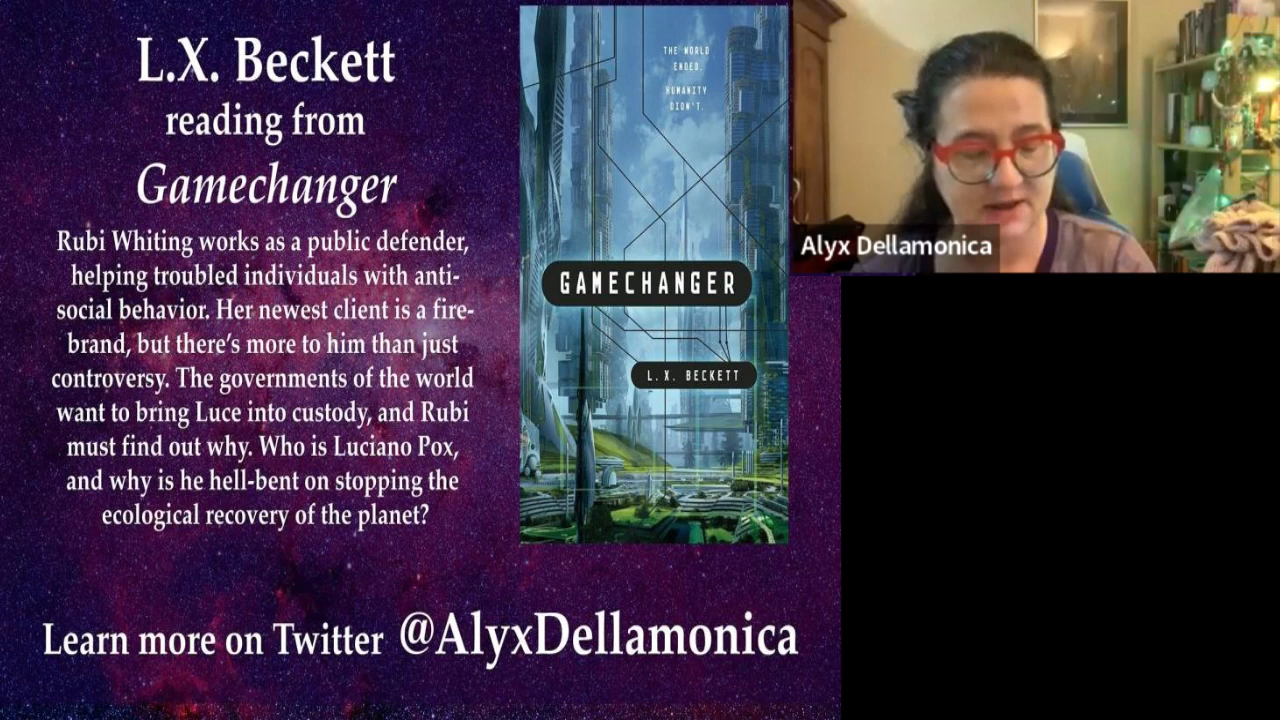 L.X. Beckett
reading from
Gamechanger
Rubi Whiting works as a public defender,
helping troubled individuals with anti-
social behavior. Her newest client is a fire-
brand, but there’s more to him than just
controversy. The governments of the world
want to bring Luce into custody, and Rubi
must find out why. Who is Luciano Pox,
and why is he hell-bent on stopping the
ecological recovery of the planet?
Learn more on Twitter @AlyxDellamonica
THE WORLD
ENDED.
HUMANITY
DIDN'T.
GAMECHANGER
L.X. BECKETT
Alyx Dellamonica